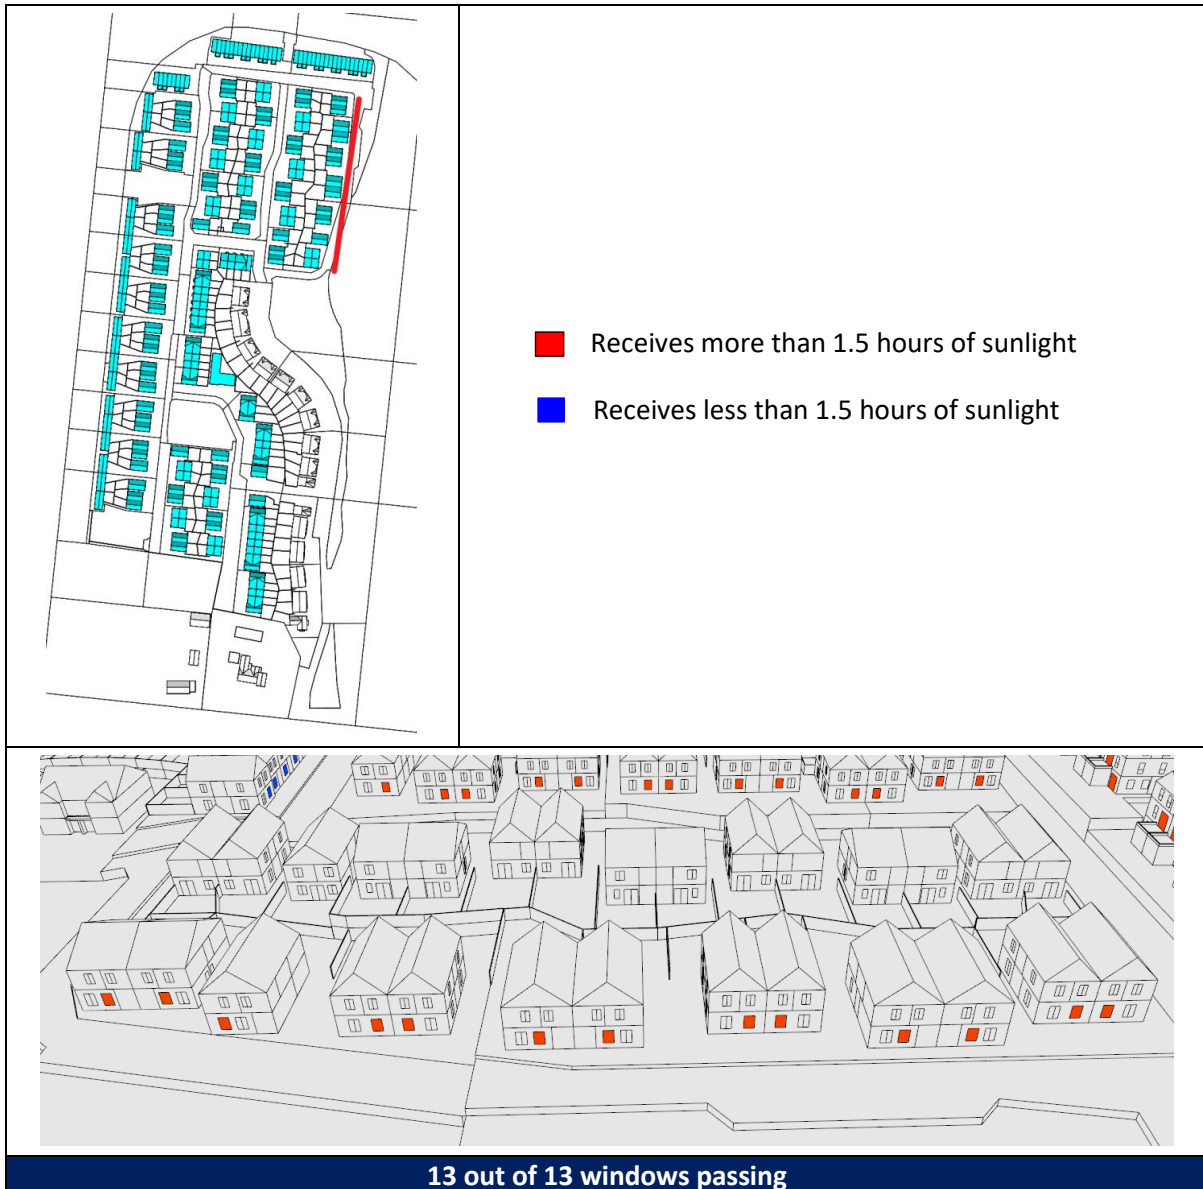 Receives more than 1.5 hours of sunlight
Receives less than 1.5 hours of sunlight
13 out of 13 windows passing